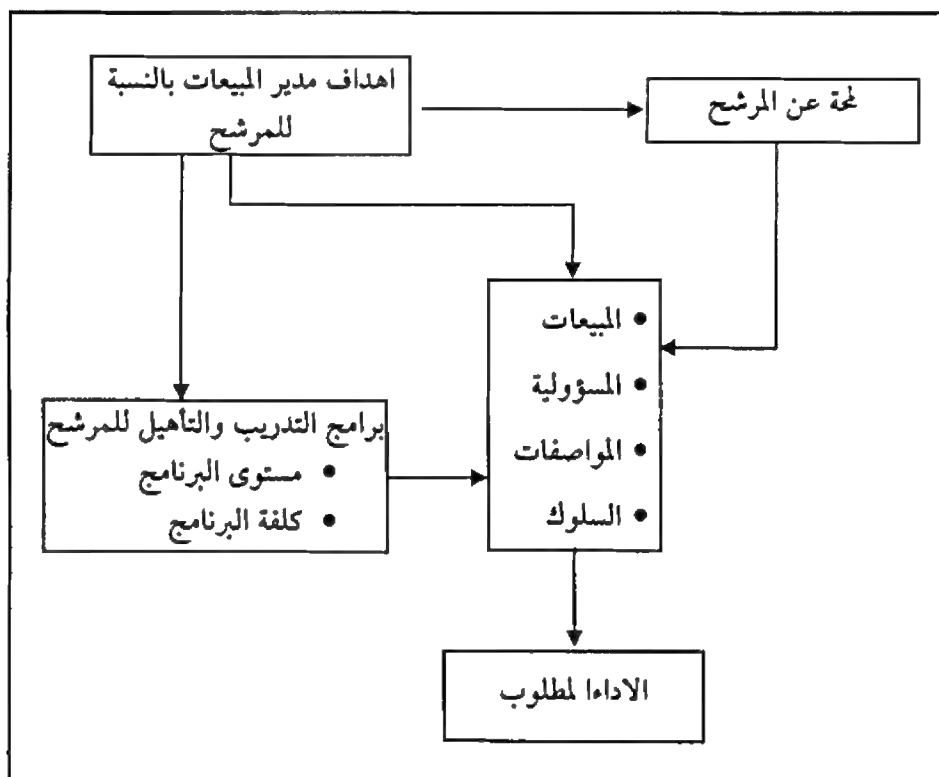 اهداف مدير المبيعات بالنسبة
للمرشح
لمحة عن المرشح
• المبيعات
• المسؤولية
• المواصفات
• السلوك
برامج التدريب والتأهيل للمرشح
• مستوى البرنامج
• كلفة البرنامج
الاداءا لمطلوب